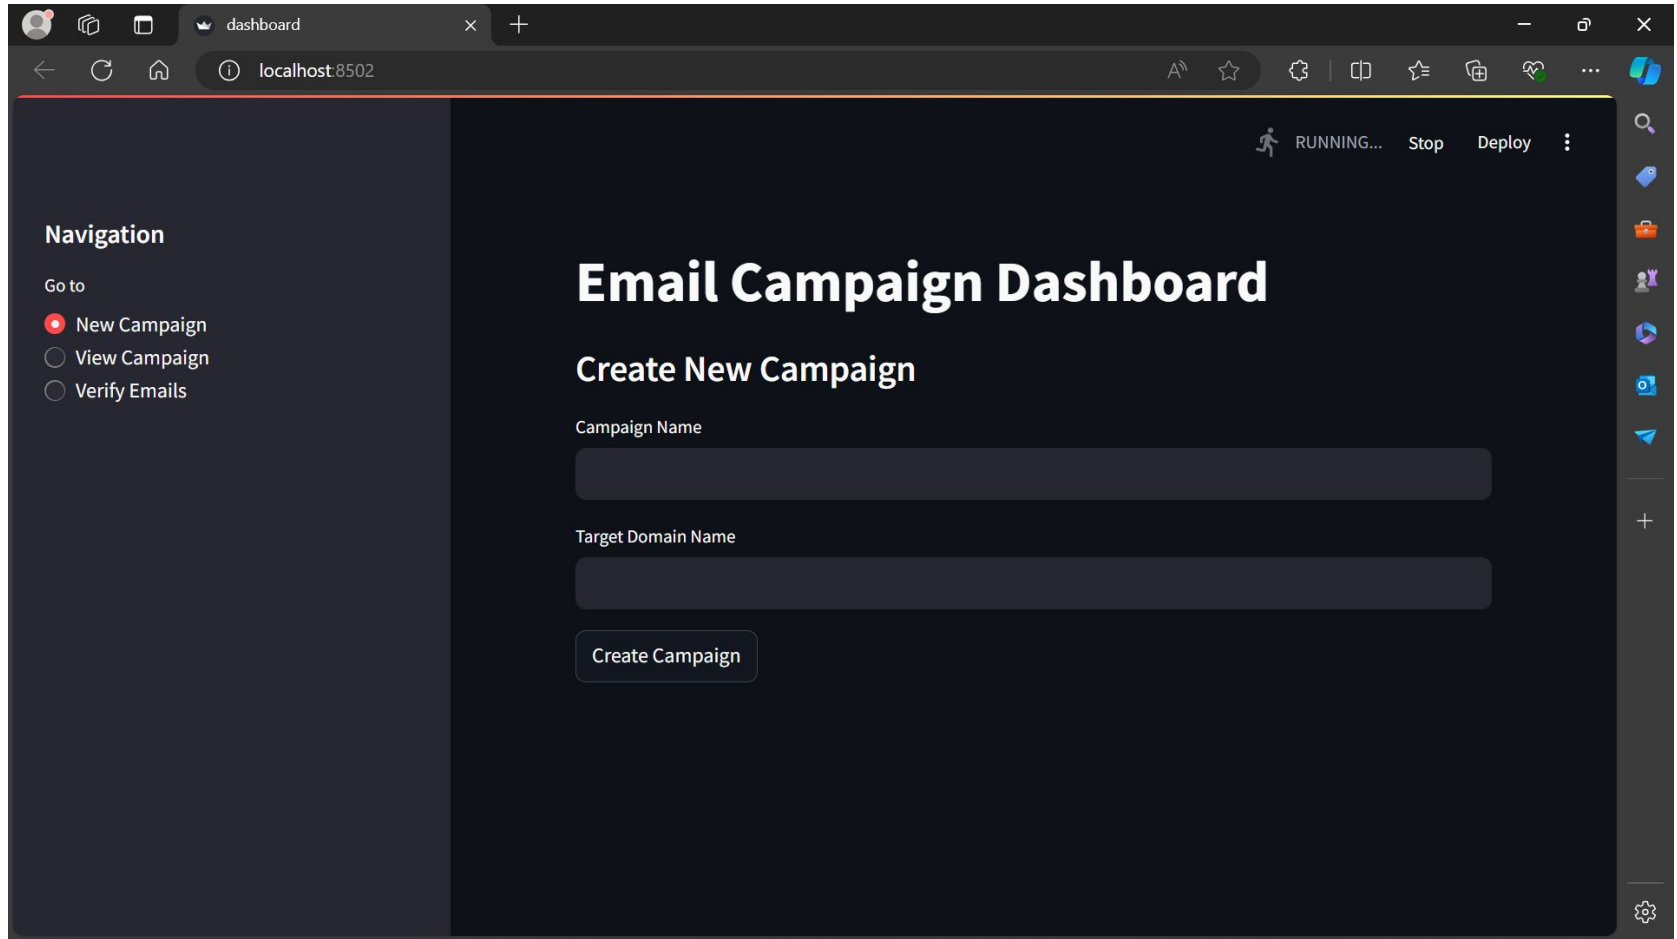 dashboard
localhost:8502
RUNNING... Stop Deploy
Navigation
Go to
New Campaign
View Campaign
Verify Emails
Email Campaign Dashboard
Create New Campaign
Campaign Name
Target Domain Name
Create Campaign